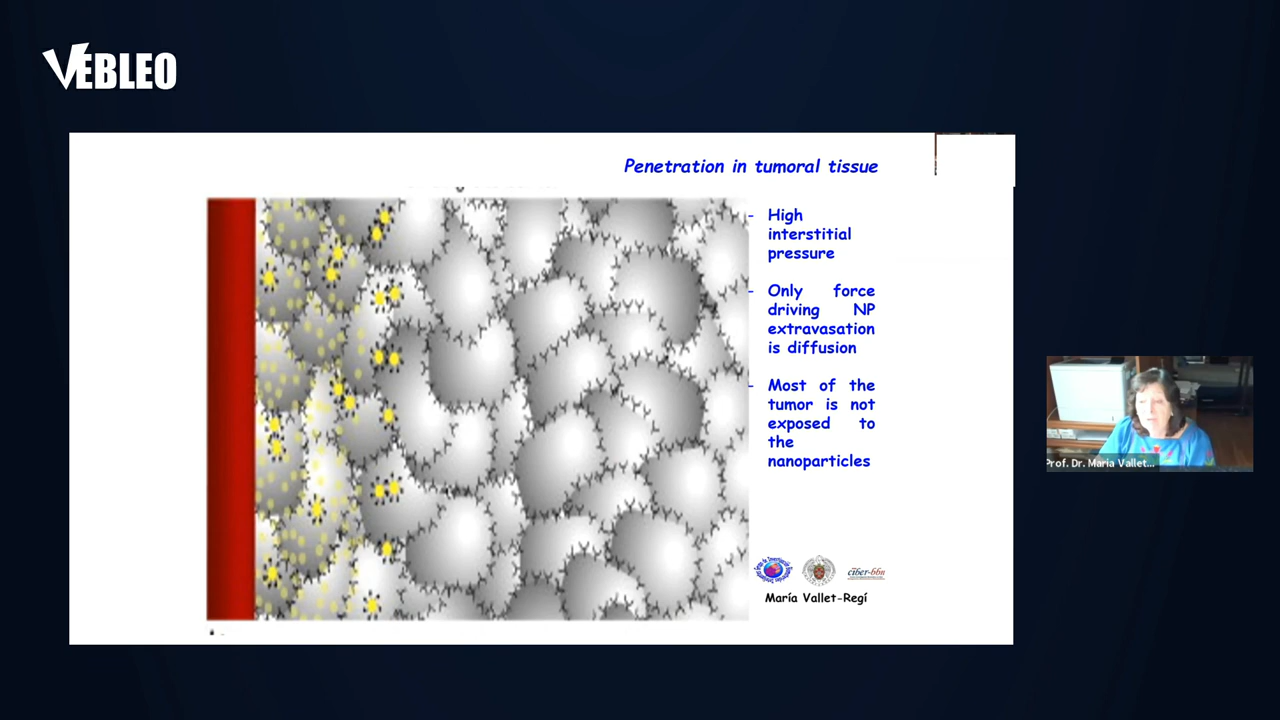 VEBLEO
Penetration in tumoral tissue
- High
interstitial
pressure
- Only force
driving NP
extravasation
is diffusion
- Most of the
tumor is not
exposed to
the
nanoparticles
ciber-bbn
María Vallet-Regí
Prof. Dr. Maria Vallet...